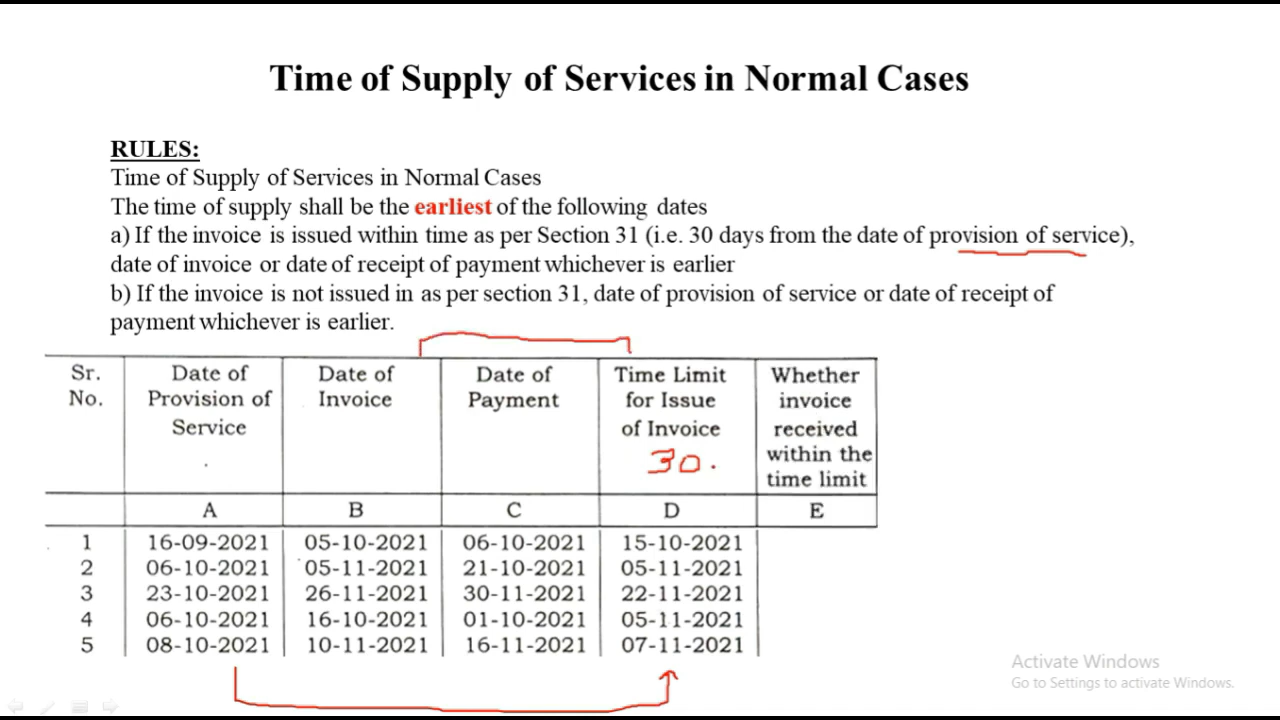 Time of Supply of Services in Normal Cases
RULES:
Time of Supply of Services in Normal Cases
The time of supply shall be the earliest of the following dates
a) If the invoice is issued within time as per Section 31 (i.e. 30 days from the date of provision of service),
date of invoice or date of receipt of payment whichever is earlier
b) If the invoice is not issued in as per section 31, date of provision of service or date of receipt of
payment whichever is earlier.
Sr. Date of Date of Date of Time Limit Whether
No. Provision of Invoice Payment for Issue invoice
Service of Invoice received
30. within the
time limit
A B C D E
1 16-09-2021 05-10-2021 06-10-2021 15-10-2021
2 06-10-2021 05-11-2021 21-10-2021 05-11-2021
3 23-10-2021 26-11-2021 30-11-2021 22-11-2021
4 06-10-2021 16-10-2021 01-10-2021 05-11-2021
5 08-10-2021 10-11-2021 16-11-2021 07-11-2021
Activate Windows
Go to Settings to activate Windows.